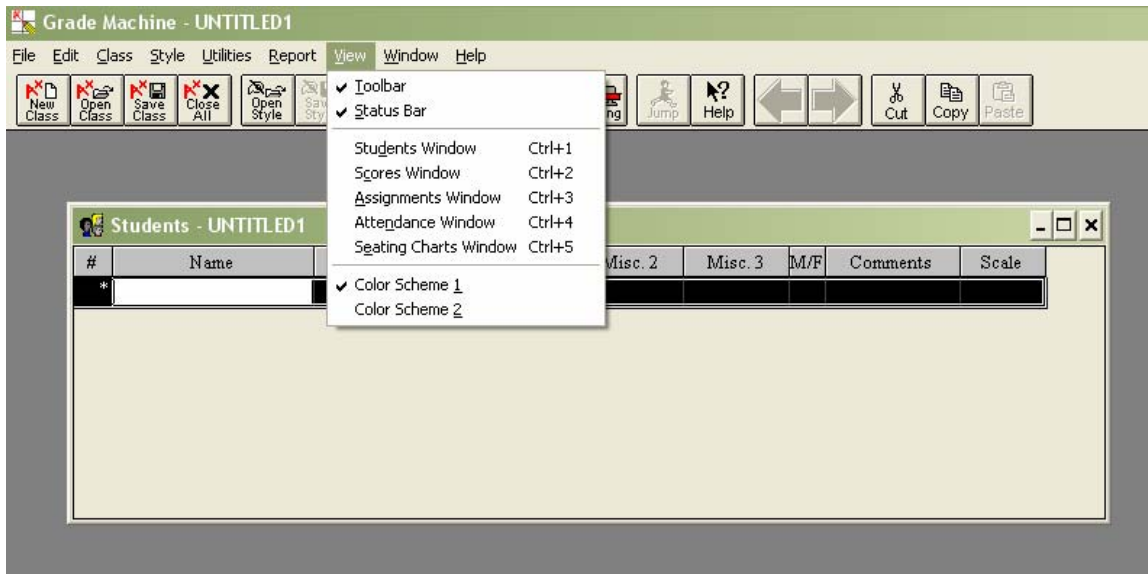 Grade Machine - UNTITLED1
File Edit Class Style Utilities Report View Window Help
New Class Open Class Save Class Close All Open Style Jump Help Cut Copy Paste
Toolbar
Status Bar
Students Window Ctrl+1
Scores Window Ctrl+2
Assignments Window Ctrl+3
Attendance Window Ctrl+4
Seating Charts Window Ctrl+5
Color Scheme 1
Color Scheme 2
Students - UNTITLED1
# Name Misc. 2 Misc. 3 M/F Comments Scale
*